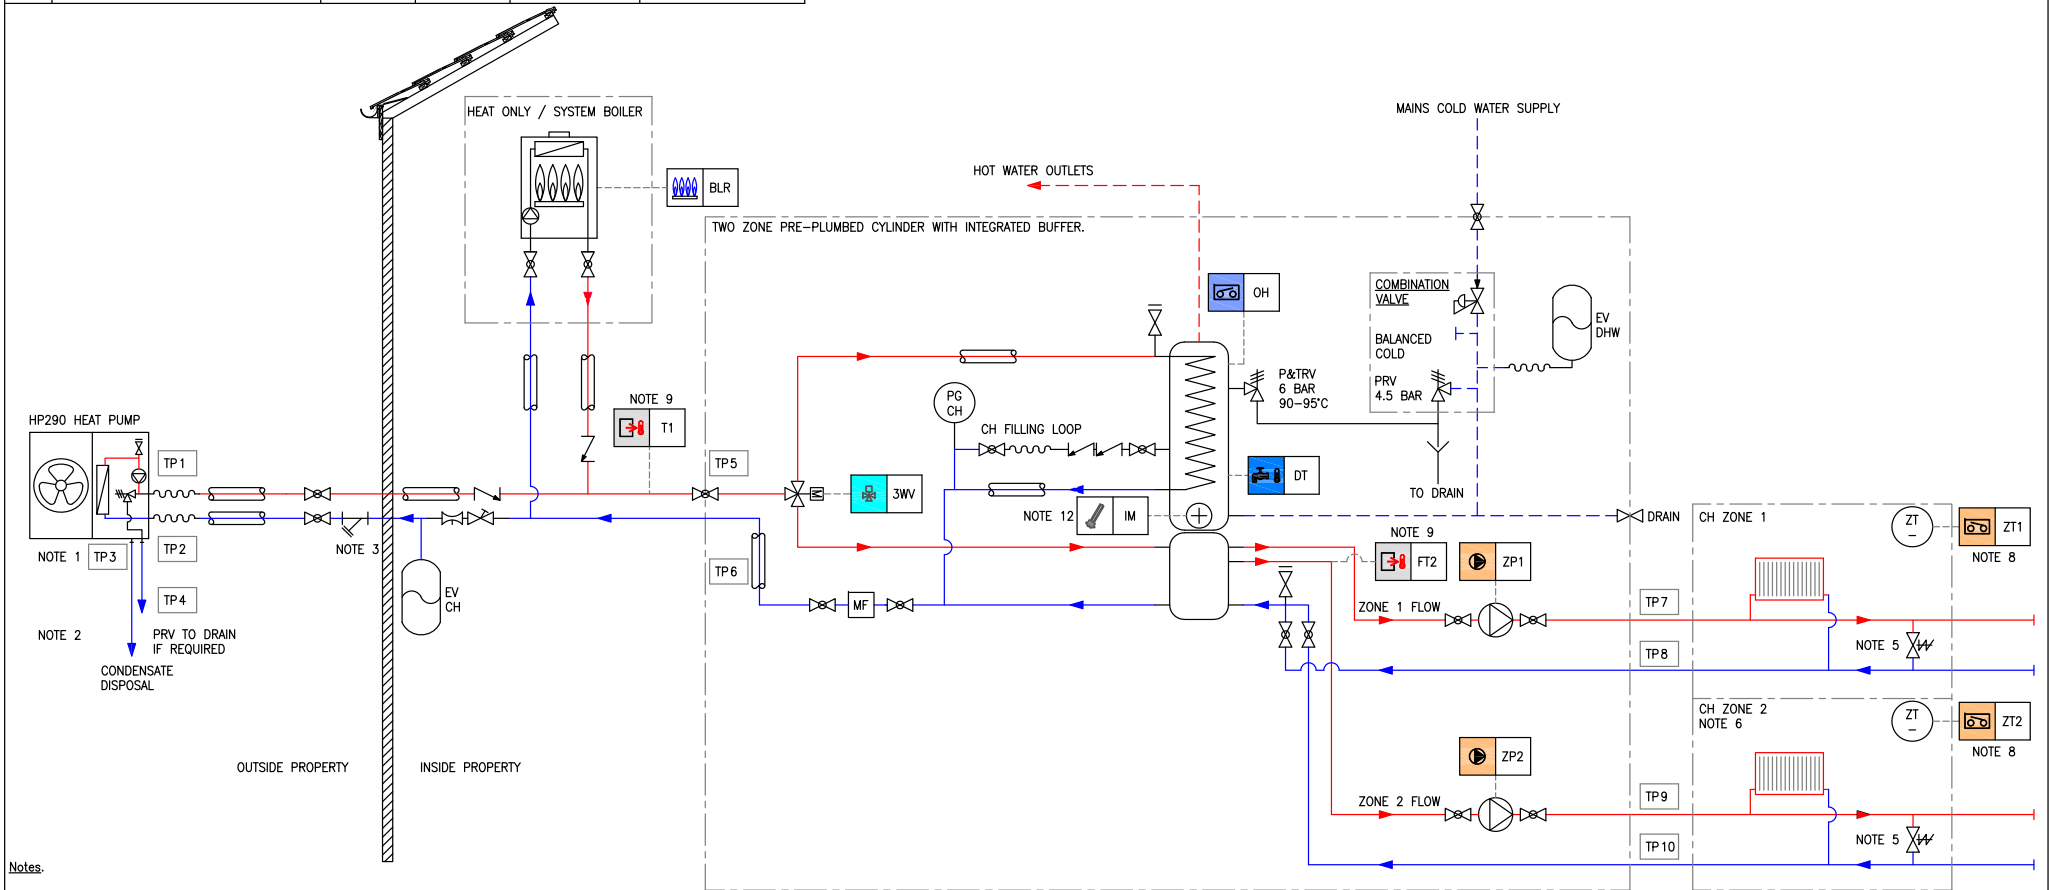 HEAT ONLY / SYSTEM BOILER
BLR
MAINS COLD WATER SUPPLY
HOT WATER OUTLETS
TWO ZONE PRE-PLUMBED CYLINDER WITH INTEGRATED BUFFER.
OH
COMBINATION
VALVE
BALANCED
COLD
PRV
4.5 BAR
EV
DHW
P&TRV
6 BAR
90-95°C
TO DRAIN
PG
CH
CH FILLING LOOP
DT
NOTE 12
IM
DRAIN
HP290 HEAT PUMP
TP1
TP2
NOTE 1
TP3
TP4
NOTE 2
PRV TO DRAIN
IF REQUIRED
CONDENSATE
DISPOSAL
NOTE 3
EV
CH
NOTE 9
T1
TP5
M
3WV
TP6
MF
NOTE 9
FT2
ZP1
ZONE 1 FLOW
TP7
TP8
CH ZONE 1
ZT
-
ZT1
NOTE 8
NOTE 5
CH ZONE 2
NOTE 6
ZT
-
ZT2
NOTE 8
ZP2
ZONE 2 FLOW
TP9
TP10
NOTE 5
OUTSIDE PROPERTY
INSIDE PROPERTY
Notes.